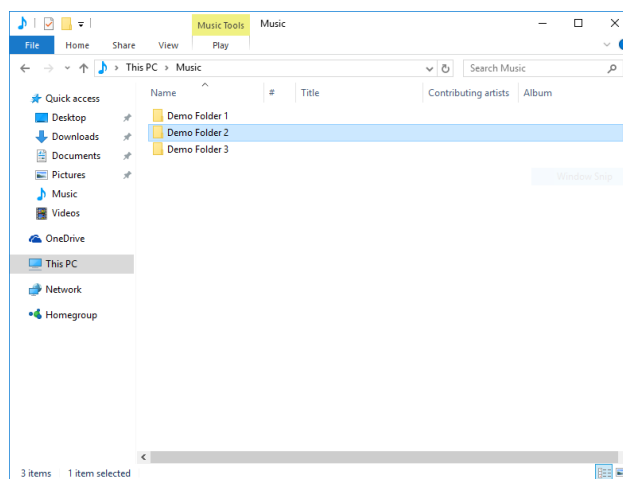 Music Tools Music
File Home Share View Play
This PC > Music Search Music
Name # Title Contributing artists Album
Quick access
Desktop
Downloads
Documents
Pictures
Music
Videos
OneDrive
This PC
Network
Homegroup
Demo Folder 1
Demo Folder 2
Demo Folder 3
Window Snip
3 items 1 item selected